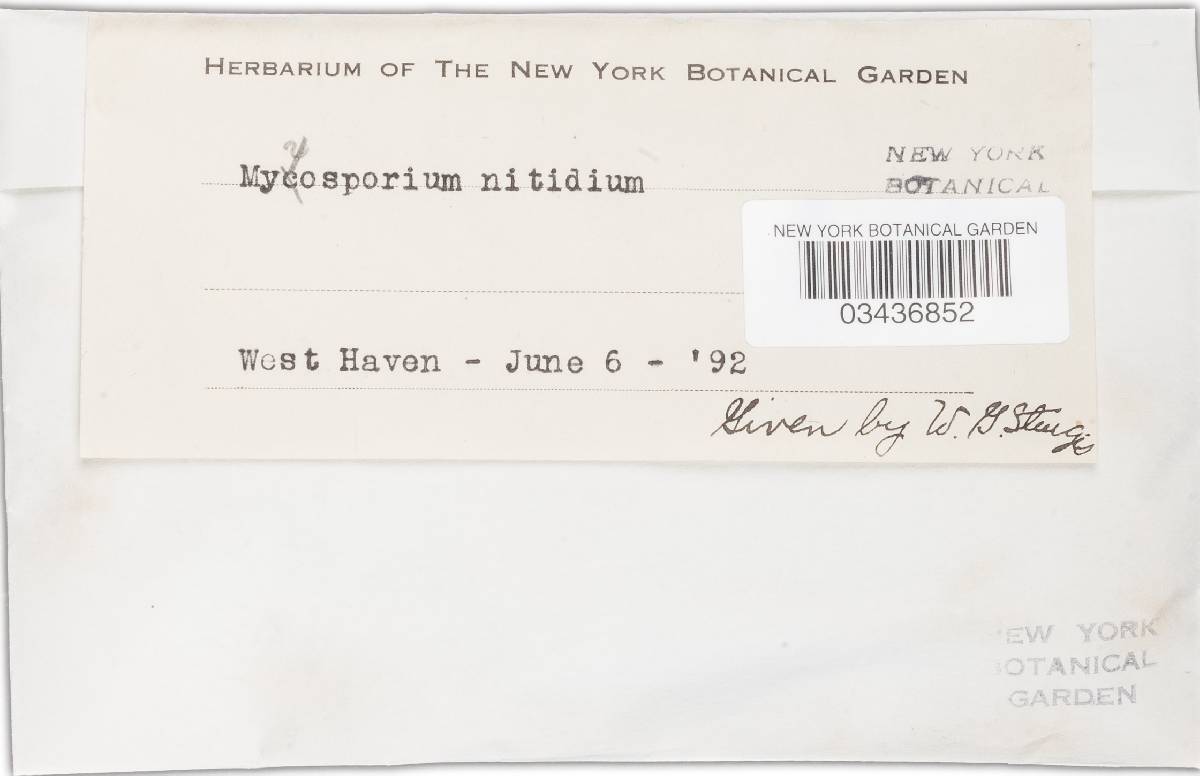 HERBARIUM OF THE NEW YORK BOTANICAL GARDEN
y
Mycosporium nitidium
NEW YORK
BOTANICAL
NEW YORK BOTANICAL GARDEN
03436852
West Haven - June 6 - '92
Given by W. G. Sturgis
EW YORK
OTANICAL
GARDEN